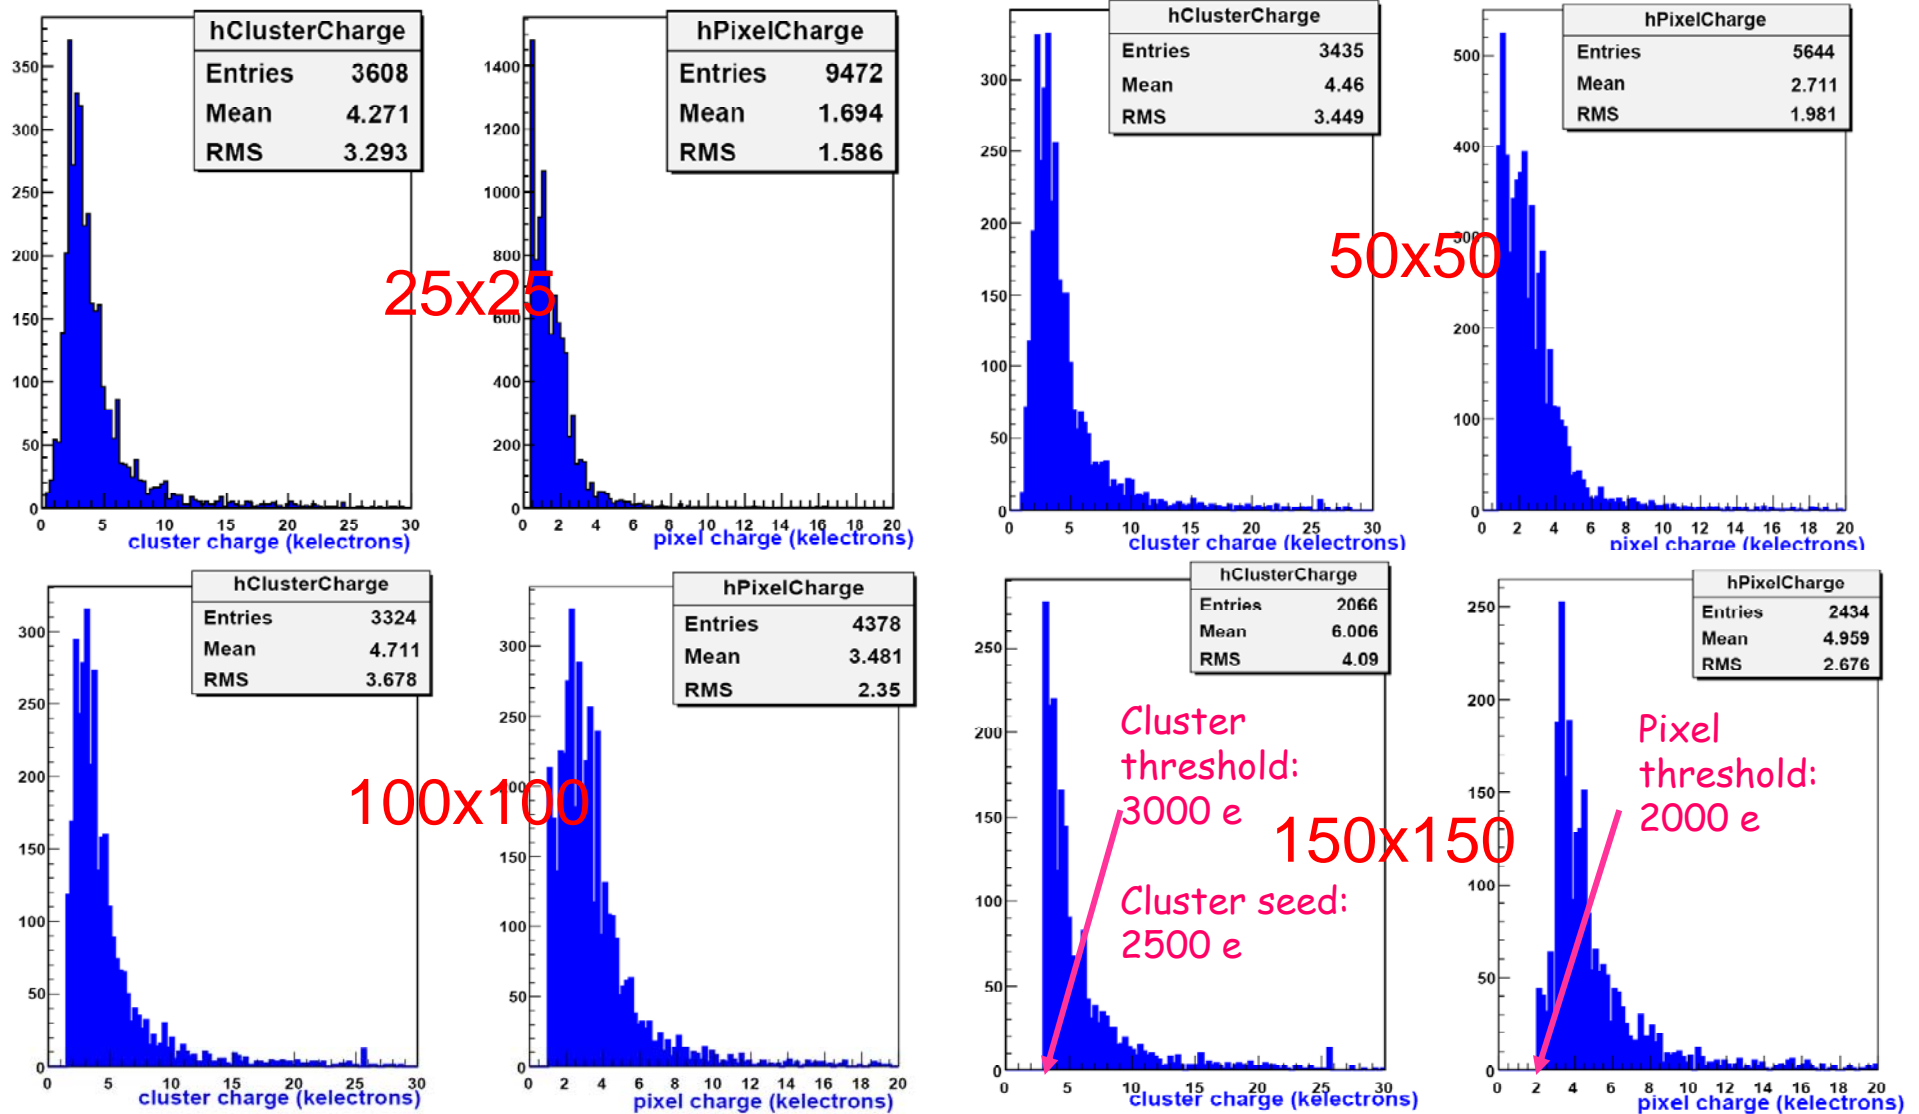 hClusterCharge
Entries 3608
Mean 4.271
RMS 3.293
350
300
250
200
150
100
50
0
0 5 10 15 20 25 30
cluster charge (kelectrons)
25x25
hPixelCharge
Entries 9472
Mean 1.694
RMS 1.586
1400
1200
1000
800
600
400
200
0
0 2 4 6 8 10 12 14 16 18 20
pixel charge (kelectrons)
hClusterCharge
Entries 3435
Mean 4.46
RMS 3.449
300
250
200
150
100
50
0
0 5 10 15 20 25 30
cluster charge (kelectrons)
50x50
hPixelCharge
Entries 5644
Mean 2.711
RMS 1.981
500
400
300
200
100
0
0 2 4 6 8 10 12 14 16 18 20
pixel charge (kelectrons)
hClusterCharge
Entries 3324
Mean 4.711
RMS 3.678
300
250
200
150
100
50
0
0 5 10 15 20 25 30
cluster charge (kelectrons)
100x100
hPixelCharge
Entries 4378
Mean 3.481
RMS 2.35
300
250
200
150
100
50
0
0 2 4 6 8 10 12 14 16 18 20
pixel charge (kelectrons)
hClusterCharge
Entries 2066
Mean 6.006
RMS 4.09
250
200
150
100
50
0
Cluster
threshold:
3000 e
Cluster seed:
2500 e
0 5 10 15 20 25 30
cluster charge (kelectrons)
150x150
hPixelCharge
Entries 2434
Mean 4.959
RMS 2.676
250
200
150
100
50
0
Pixel
threshold:
2000 e
0 2 4 6 8 10 12 14 16 18 20
pixel charge (kelectrons)